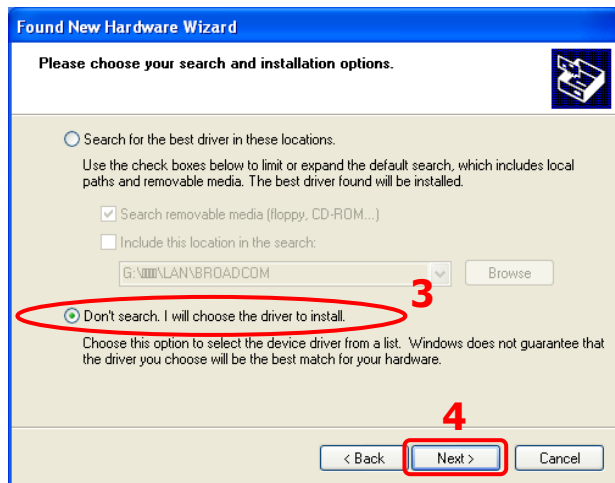 Found New Hardware Wizard
Please choose your search and installation options.
Search for the best driver in these locations.
Use the check boxes below to limit or expand the default search, which includes local
paths and removable media. The best driver found will be installed.
Search removable media (floppy, CD-ROM...)
Include this location in the search:
\LAN\BROADCOM
Browse
3
Don't search. I will choose the driver to install.
Choose this option to select the device driver from a list. Windows does not guarantee that
the driver you choose will be the best match for your hardware.
4
< Back
Next >
Cancel